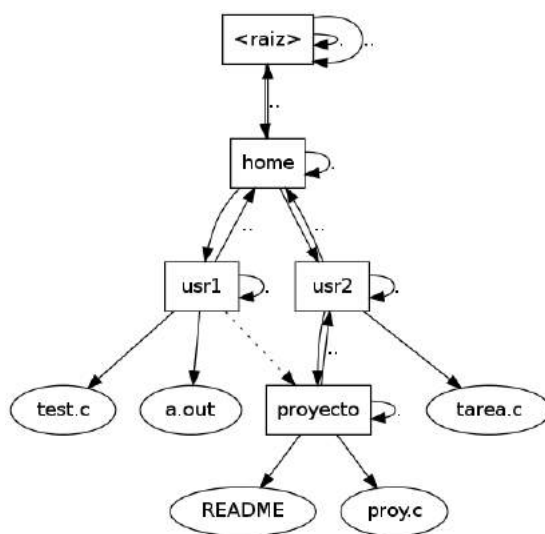 <raiz> . ..
..
home .
.. ..
usr1 . usr2 .
..
test.c a.out proyecto . tarea.c
README proy.c